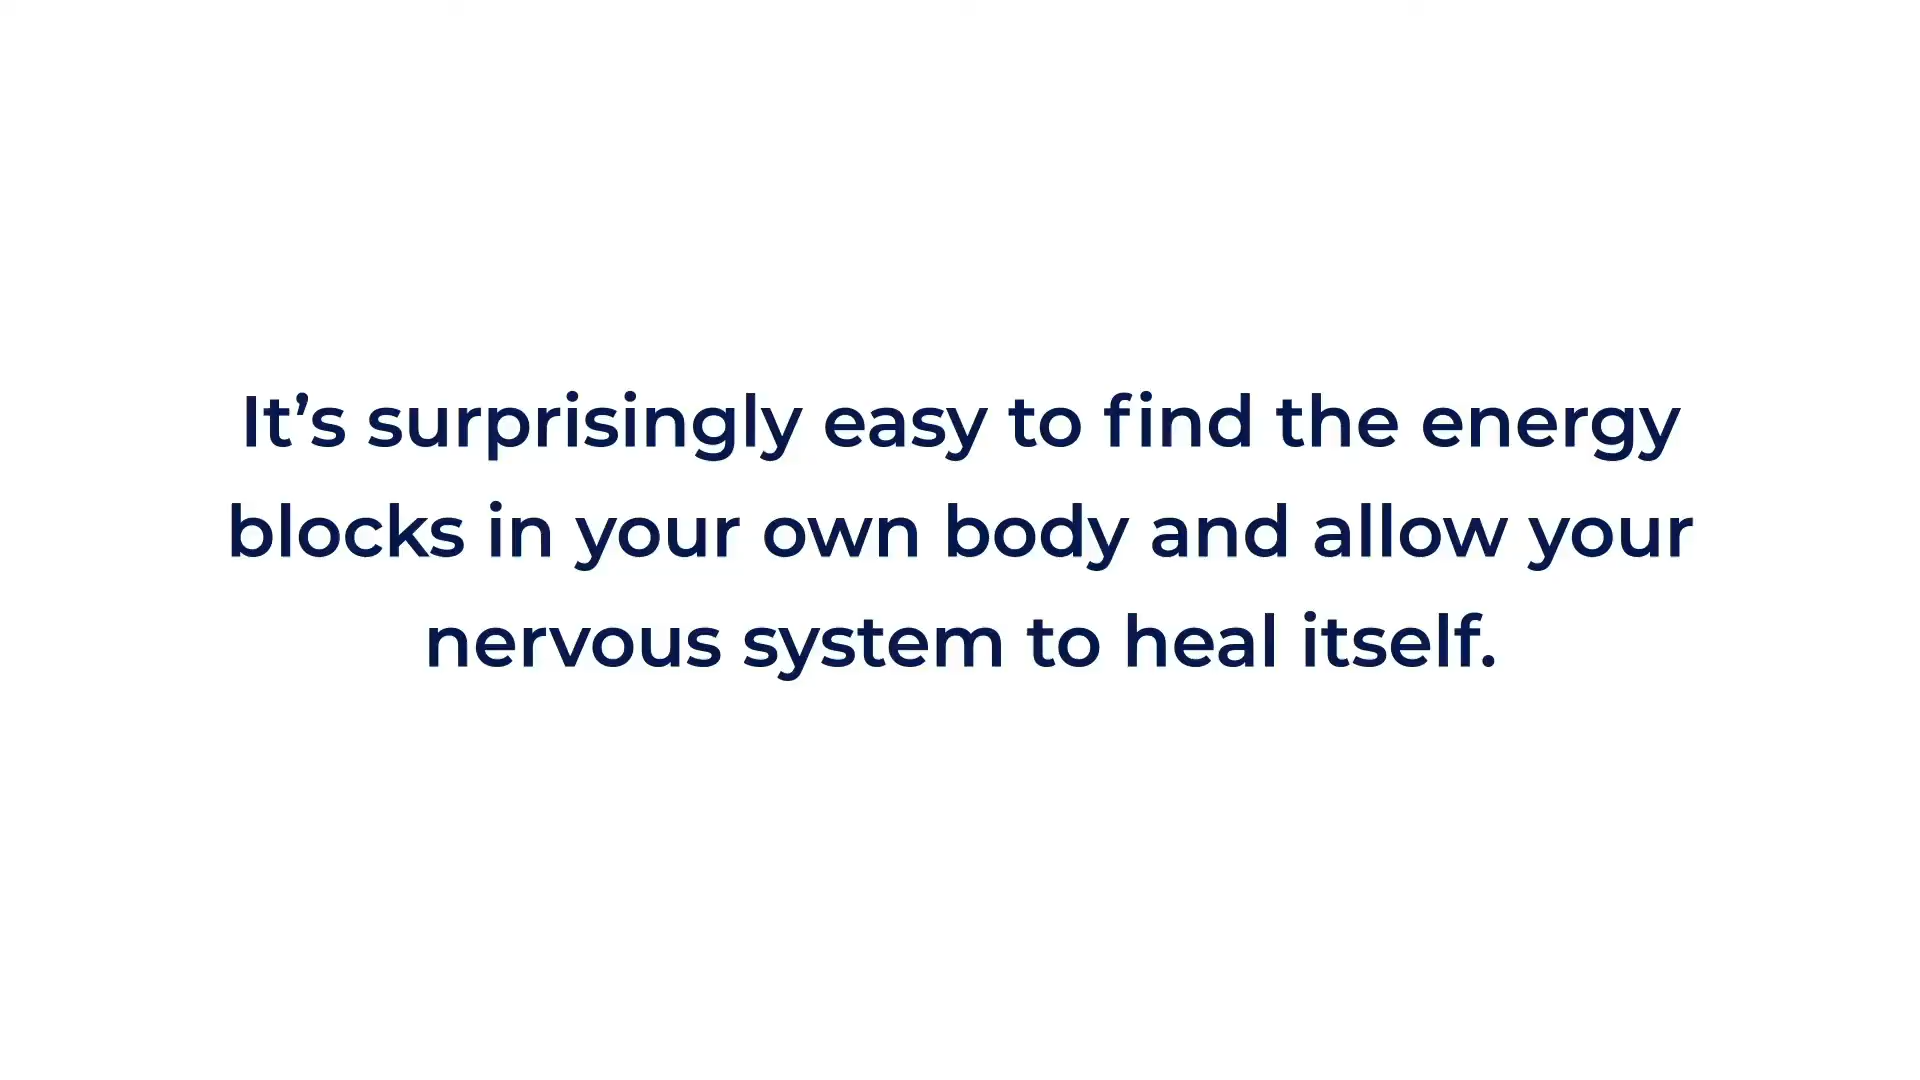 It’s surprisingly easy to find the energy
blocks in your own body and allow your
nervous system to heal itself.